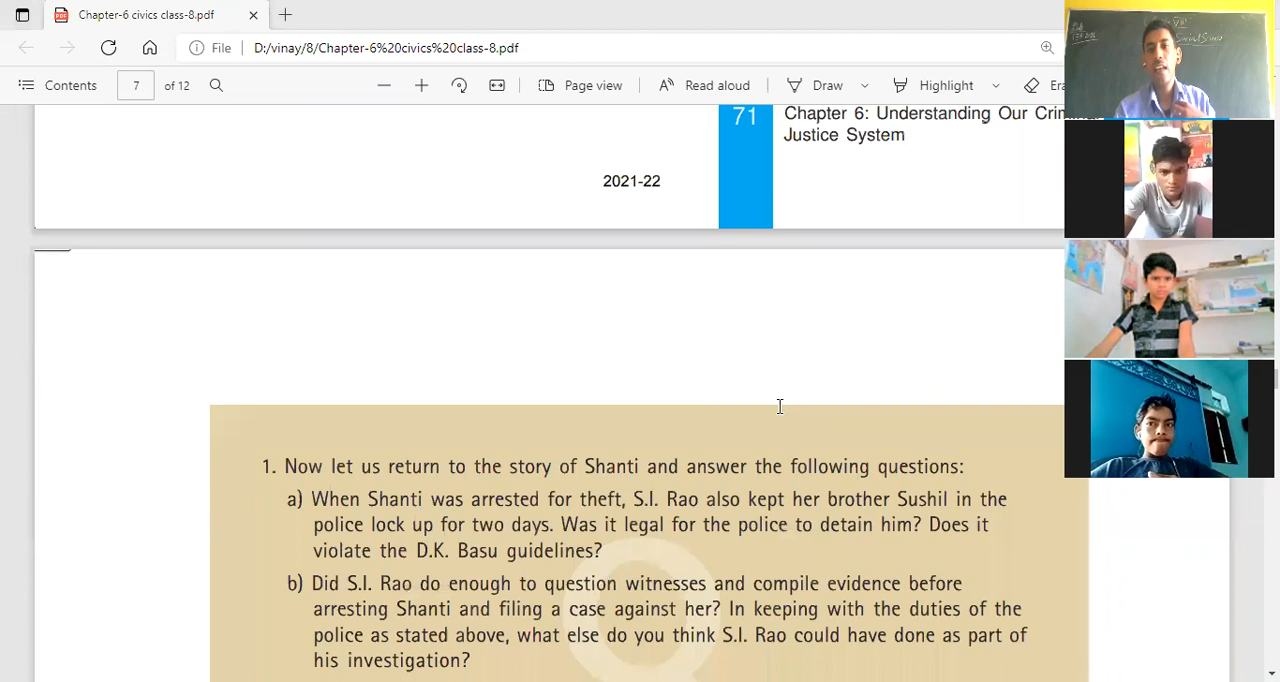 Chapter-6 civics class-8.pdf
File
D:/vinay/8/Chapter-6%20civics%20class-8.pdf
Contents
7
of 12
Page view
Read aloud
Draw
Highlight
Era
71
Chapter 6: Understanding Our Crimin
Justice System
2021-22
1. Now let us return to the story of Shanti and answer the following questions:
a) When Shanti was arrested for theft, S.I. Rao also kept her brother Sushil in the
police lock up for two days. Was it legal for the police to detain him? Does it
violate the D.K. Basu guidelines?
b) Did S.I. Rao do enough to question witnesses and compile evidence before
arresting Shanti and filing a case against her? In keeping with the duties of the
police as stated above, what else do you think S.I. Rao could have done as part of
his investigation?